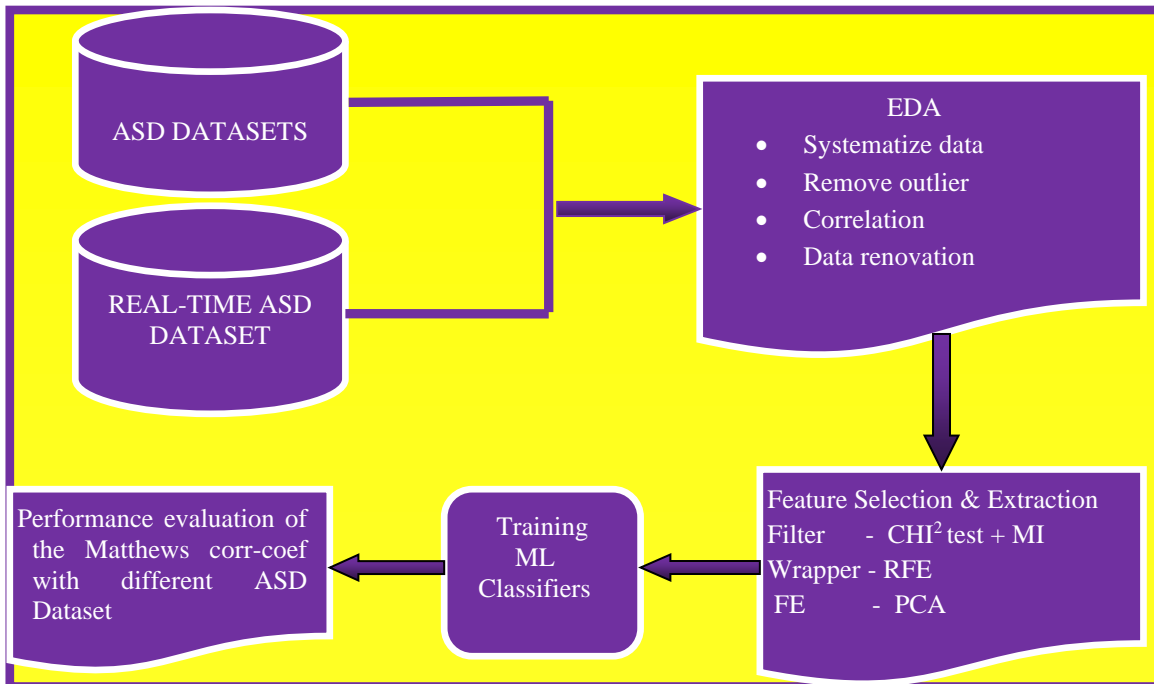 ASD DATASETS
REAL-TIME ASD
DATASET
EDA
• Systematize data
• Remove outlier
• Correlation
• Data renovation
Feature Selection & Extraction
Filter - CHI² test + MI
Wrapper - RFE
FE - PCA
Training
ML
Classifiers
Performance evaluation of
the Matthews corr-coef
with different ASD
Dataset